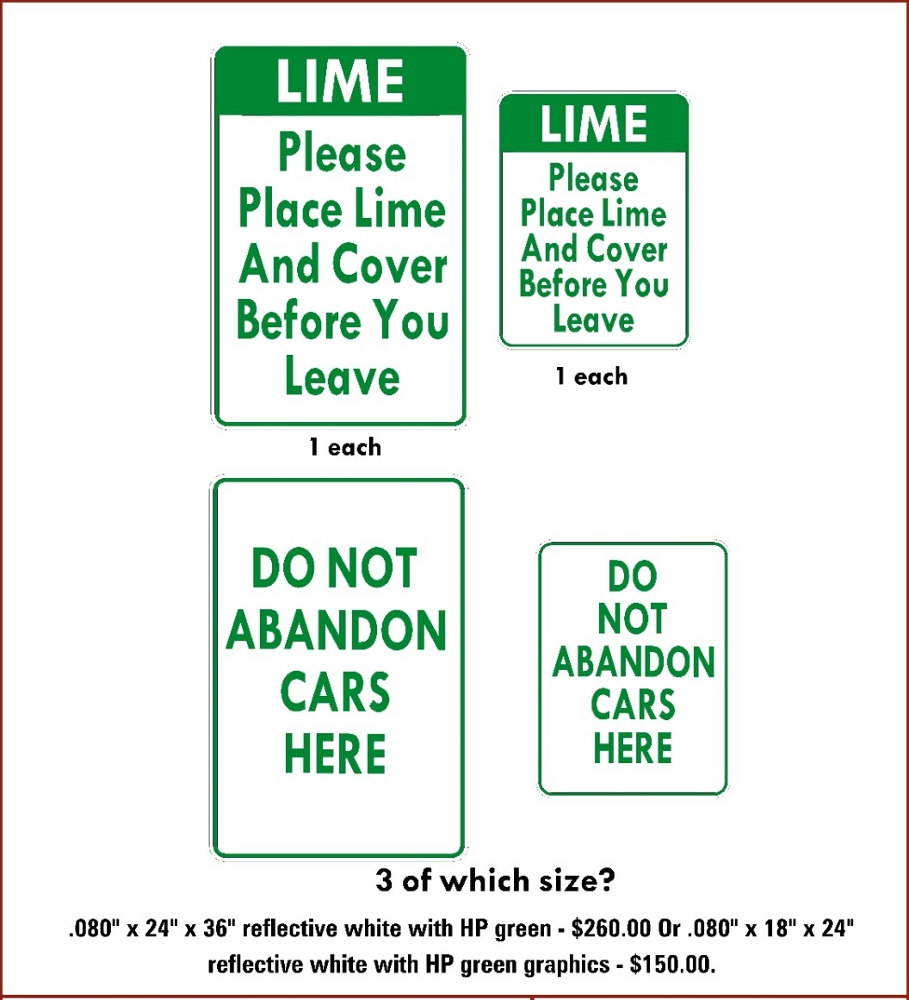 LIME
Please
Place Lime
And Cover
Before You
Leave
1 each
LIME
Please
Place Lime
And Cover
Before You
Leave
1 each
DO NOT
ABANDON
CARS
HERE
DO
NOT
ABANDON
CARS
HERE
3 of which size?
.080" x 24" x 36" reflective white with HP green - $260.00 Or .080" x 18" x 24"
reflective white with HP green graphics - $150.00.